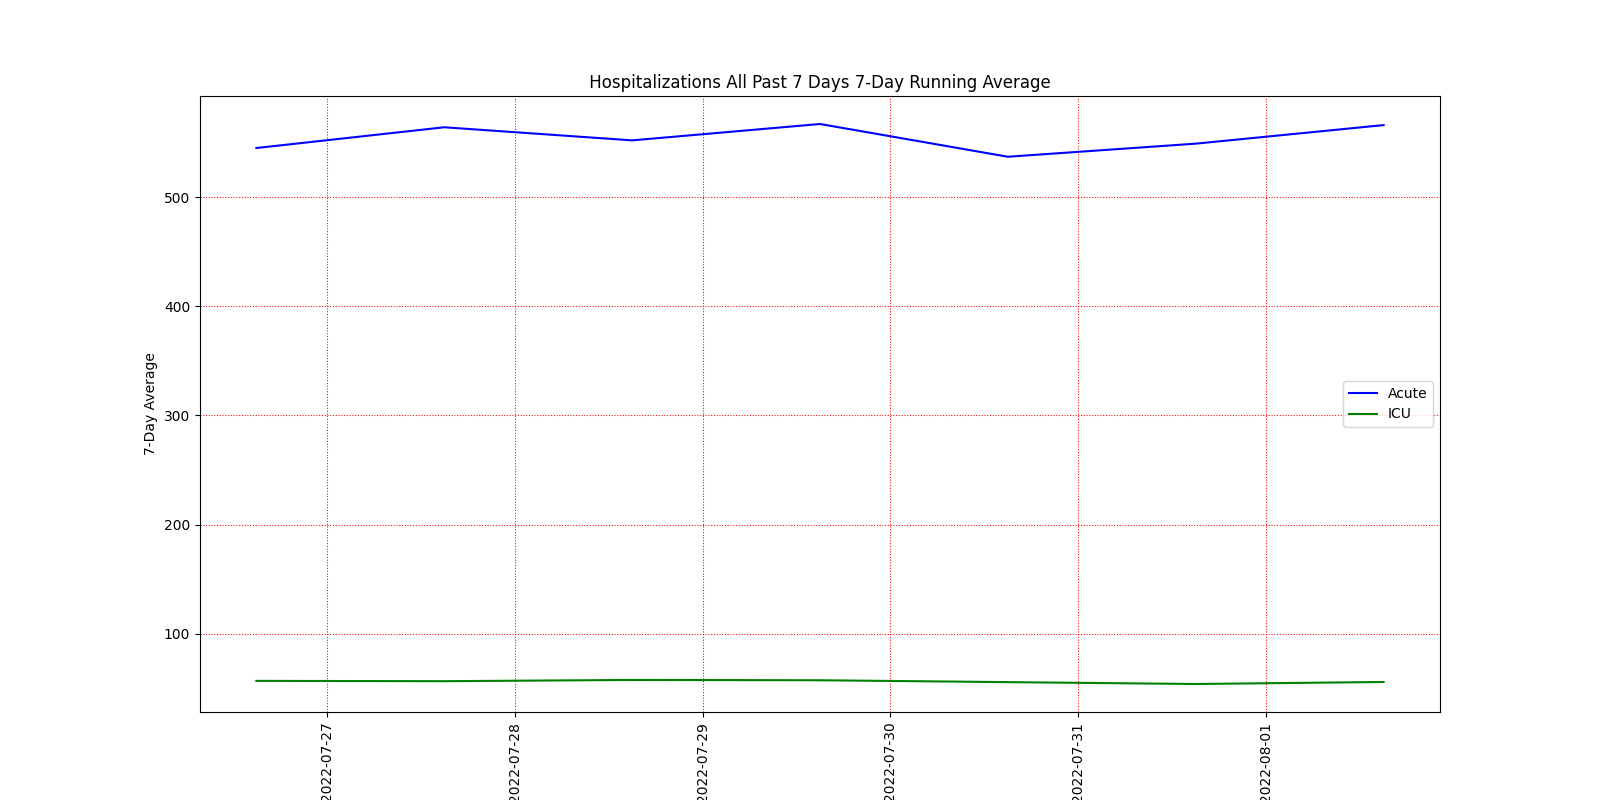 Hospitalizations All Past 7 Days 7-Day Running Average
500
400
300
200
100
7-Day Average
Acute
ICU
2022-07-27
2022-07-28
2022-07-29
2022-07-30
2022-07-31
2022-08-01